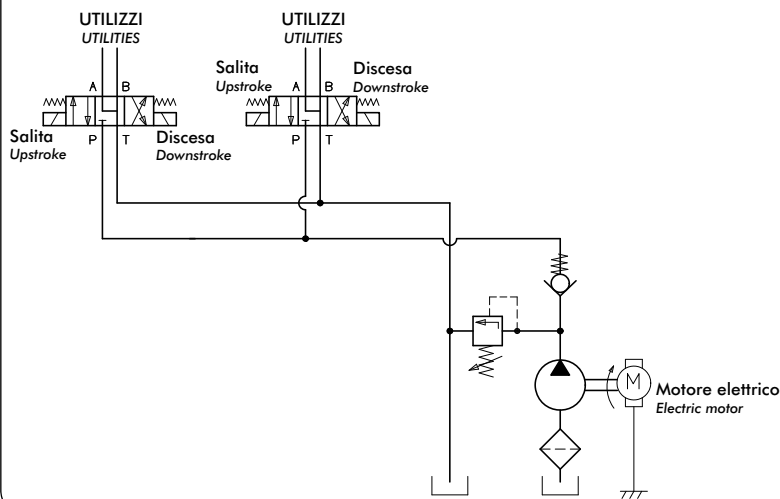 UTILIZZI
UTILITIES
UTILIZZI
UTILITIES
Salita
Upstroke
Discesa
Downstroke
A B
A B
Salita
Upstroke
P T
Discesa
Downstroke
P T
M
Motore elettrico
Electric motor